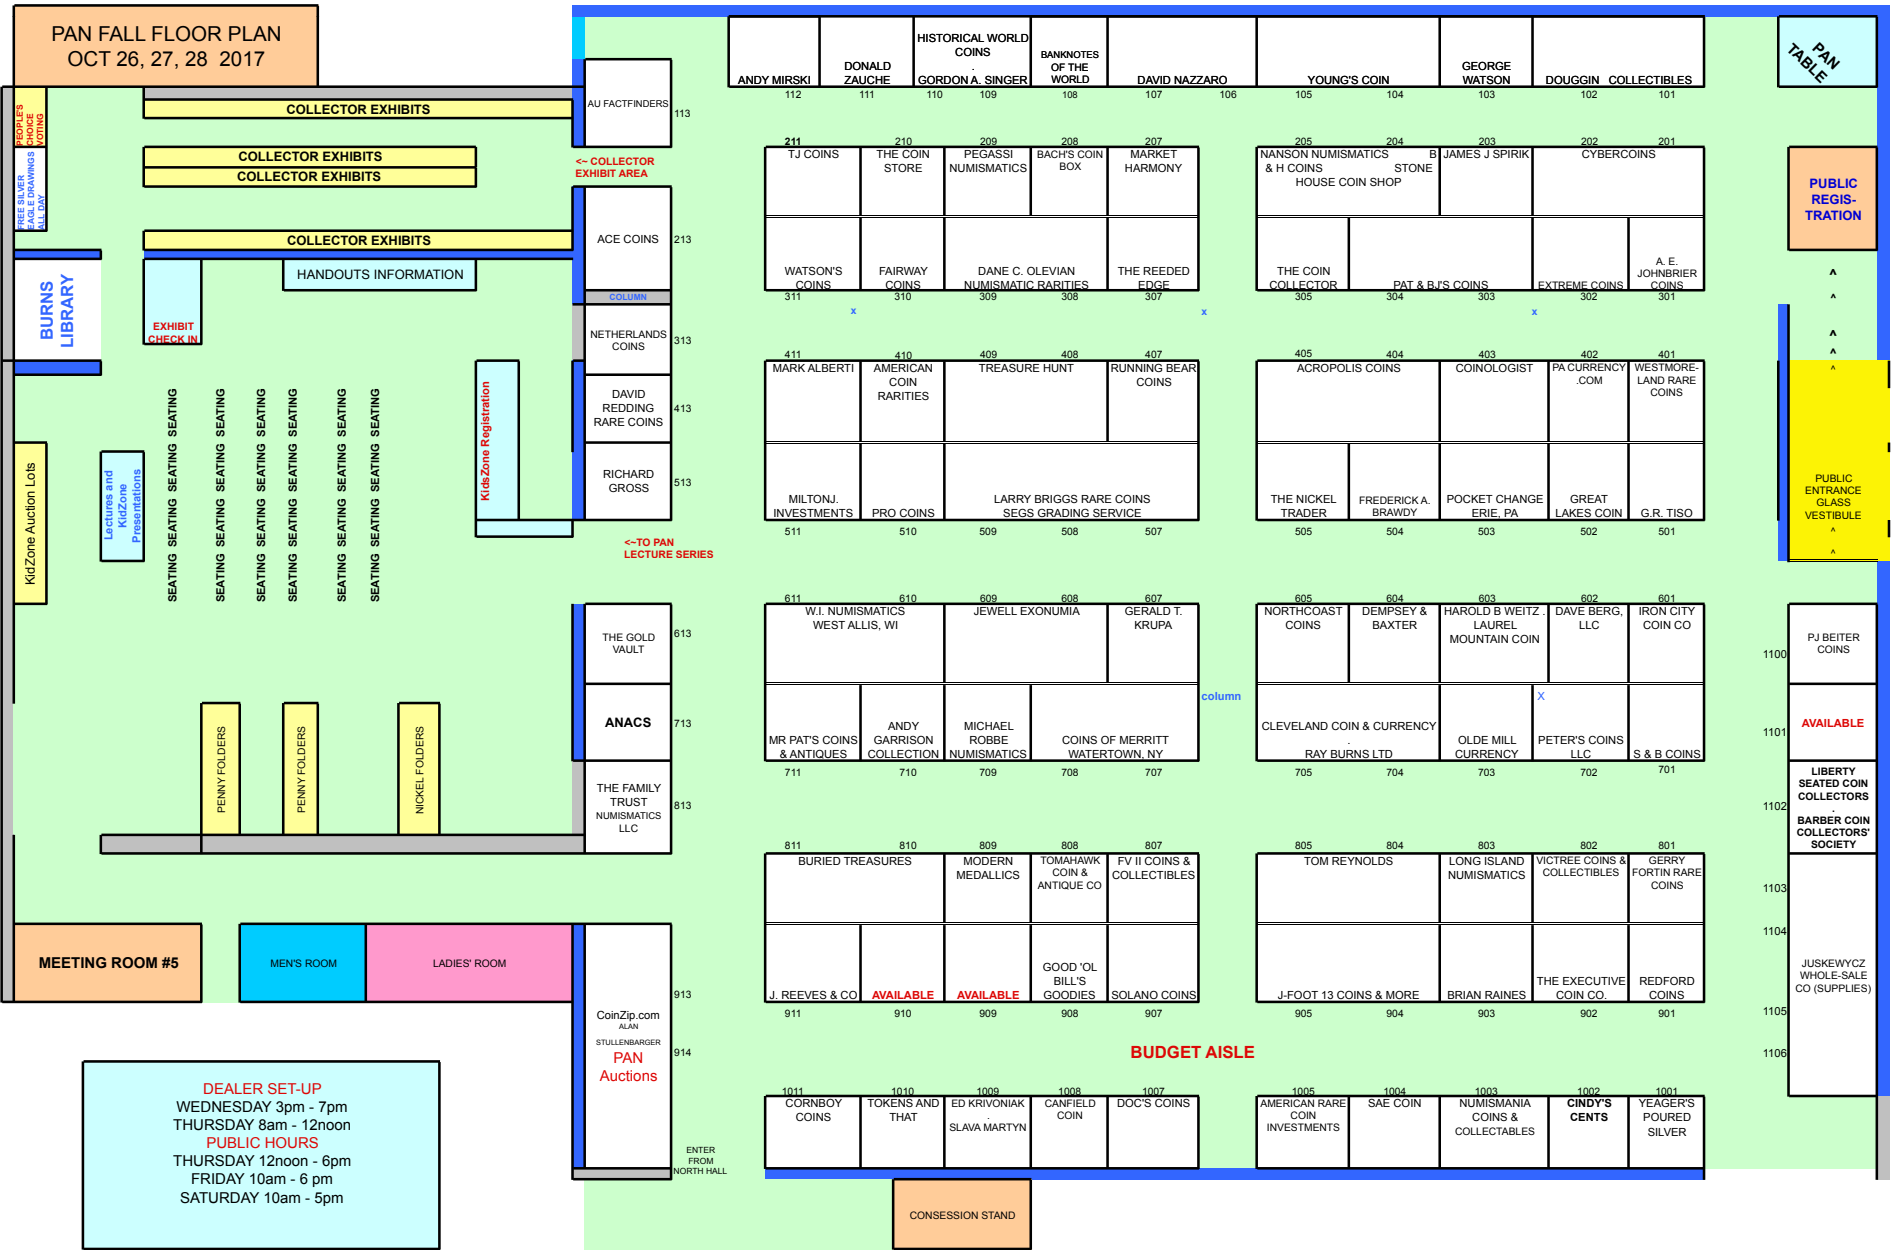 PAN FALL FLOOR PLAN
OCT 26, 27, 28  2017
PEOPLE'S
CHOICE
VOTING
FREE SILVER
EAGLE DRAWINGS
ALL DAY
COLLECTOR EXHIBITS
COLLECTOR EXHIBITS
COLLECTOR EXHIBITS
COLLECTOR EXHIBITS
BURNS
LIBRARY
EXHIBIT
CHECK IN
HANDOUTS INFORMATION
KidsZone Registration
KidZone Auction Lots
Lectures and
KidZone
Presentations
SEATING SEATING SEATING SEATING
SEATING SEATING SEATING SEATING
SEATING SEATING SEATING SEATING
SEATING SEATING SEATING SEATING
SEATING SEATING SEATING SEATING
SEATING SEATING SEATING SEATING
PENNY FOLDERS
PENNY FOLDERS
NICKEL FOLDERS
MEETING ROOM #5
MEN'S ROOM
LADIES' ROOM
DEALER SET-UP
WEDNESDAY 3pm - 7pm
THURSDAY 8am - 12noon
PUBLIC HOURS
THURSDAY 12noon - 6pm
FRIDAY 10am - 6 pm
SATURDAY 10am - 5pm
AU FACTFINDERS
113
<~ COLLECTOR
EXHIBIT AREA
ACE COINS
213
COLUMN
NETHERLANDS
COINS
313
DAVID
REDDING
RARE COINS
413
RICHARD
GROSS
513
<~TO PAN
LECTURE SERIES
THE GOLD
VAULT
613
ANACS
713
THE FAMILY
TRUST
NUMISMATICS
LLC
813
913
CoinZip.com
ALAN
STULLENBARGER
PAN
Auctions
914
ENTER
FROM
NORTH HALL
ANDY MIRSKI
DONALD
ZAUCHE
HISTORICAL WORLD
COINS
.
GORDON A. SINGER
BANKNOTES
OF THE
WORLD
DAVID NAZZARO
YOUNG'S COIN
GEORGE
WATSON
DOUGGIN   COLLECTIBLES
112 111 110 109 108 107 106 105 104 103 102 101
PAN
TABLE
211 210 209 208 207 205 204 203 202 201
TJ COINS
THE COIN
STORE
PEGASSI
NUMISMATICS
BACH'S COIN
BOX
MARKET
HARMONY
NANSON NUMISMATICS B
& H COINS STONE
HOUSE COIN SHOP
JAMES J SPIRIK
CYBERCOINS
WATSON'S
COINS
FAIRWAY
COINS
DANE C. OLEVIAN
NUMISMATIC RARITIES
THE REEDED
EDGE
THE COIN
COLLECTOR
PAT & BJ'S COINS
EXTREME COINS
A. E.
JOHNBRIER
COINS
311 310 309 308 307 305 304 303 302 301
x x x
411 410 409 408 407 405 404 403 402 401
MARK ALBERTI
AMERICAN
COIN
RARITIES
TREASURE HUNT
RUNNING BEAR
COINS
ACROPOLIS COINS
COINOLOGIST
PA CURRENCY
.COM
WESTMORE-
LAND RARE
COINS
MILTONJ.
INVESTMENTS
PRO COINS
LARRY BRIGGS RARE COINS
SEGS GRADING SERVICE
THE NICKEL
TRADER
FREDERICK A.
BRAWDY
POCKET CHANGE
ERIE, PA
GREAT
LAKES COIN
G.R. TISO
511 510 509 508 507 505 504 503 502 501
611 610 609 608 607 605 604 603 602 601
W.I. NUMISMATICS
WEST ALLIS, WI
JEWELL EXONUMIA
GERALD T.
KRUPA
NORTHCOAST
COINS
DEMPSEY &
BAXTER
HAROLD B WEITZ .
LAUREL
MOUNTAIN COIN
DAVE BERG,
LLC
IRON CITY
COIN CO
column
X
MR PAT'S COINS
& ANTIQUES
ANDY
GARRISON
COLLECTION
MICHAEL
ROBBE
NUMISMATICS
COINS OF MERRITT
WATERTOWN, NY
CLEVELAND COIN & CURRENCY
.
RAY BURNS LTD
OLDE MILL
CURRENCY
PETER'S COINS
LLC
S & B COINS
711 710 709 708 707 705 704 703 702 701
811 810 809 808 807 805 804 803 802 801
BURIED TREASURES
MODERN
MEDALLICS
TOMAHAWK
COIN &
ANTIQUE CO
FV II COINS &
COLLECTIBLES
TOM REYNOLDS
LONG ISLAND
NUMISMATICS
VICTREE COINS &
COLLECTIBLES
GERRY
FORTIN RARE
COINS
J. REEVES & CO
AVAILABLE
AVAILABLE
GOOD 'OL
BILL'S
GOODIES
SOLANO COINS
J-FOOT 13 COINS & MORE
BRIAN RAINES
THE EXECUTIVE
COIN CO.
REDFORD
COINS
911 910 909 908 907 905 904 903 902 901
BUDGET AISLE
1011 1010 1009 1008 1007 1005 1004 1003 1002 1001
CORNBOY
COINS
TOKENS AND
THAT
ED KRIVONIAK
.
SLAVA MARTYN
CANFIELD
COIN
DOC'S COINS
AMERICAN RARE
COIN
INVESTMENTS
SAE COIN
NUMISMANIA
COINS &
COLLECTABLES
CINDY'S
CENTS
YEAGER'S
POURED
SILVER
CONSESSION STAND
PUBLIC
REGIS-
TRATION
^
^
^
^
^
PUBLIC
ENTRANCE
GLASS
VESTIBULE
^
^
PJ BEITER
COINS
1100
AVAILABLE
1101
LIBERTY
SEATED COIN
COLLECTORS
.
BARBER COIN
COLLECTORS'
SOCIETY
1102
1103
1104
JUSKEWYCZ
WHOLE-SALE
CO (SUPPLIES)
1105
1106